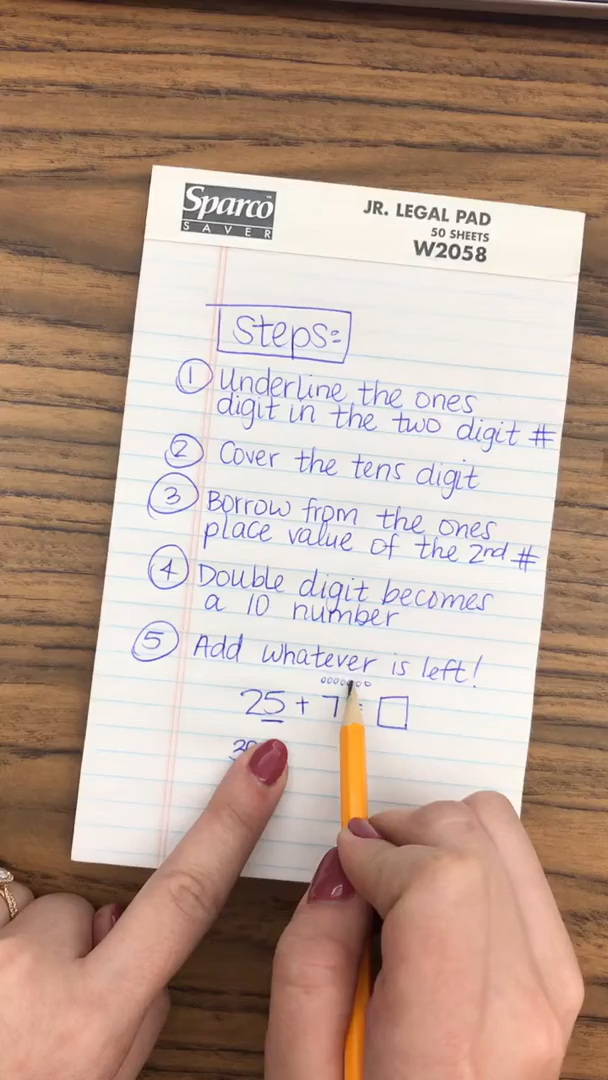 Sparco
SAVER
JR. LEGAL PAD
50 SHEETS
W2058
Steps:
① Underline the ones
digit in the two digit #
② Cover the tens digit
③ Borrow from the ones
place value of the 2nd #
④ Double digit becomes
a 10 number
⑤ Add whatever is left!
25 + 7 = □